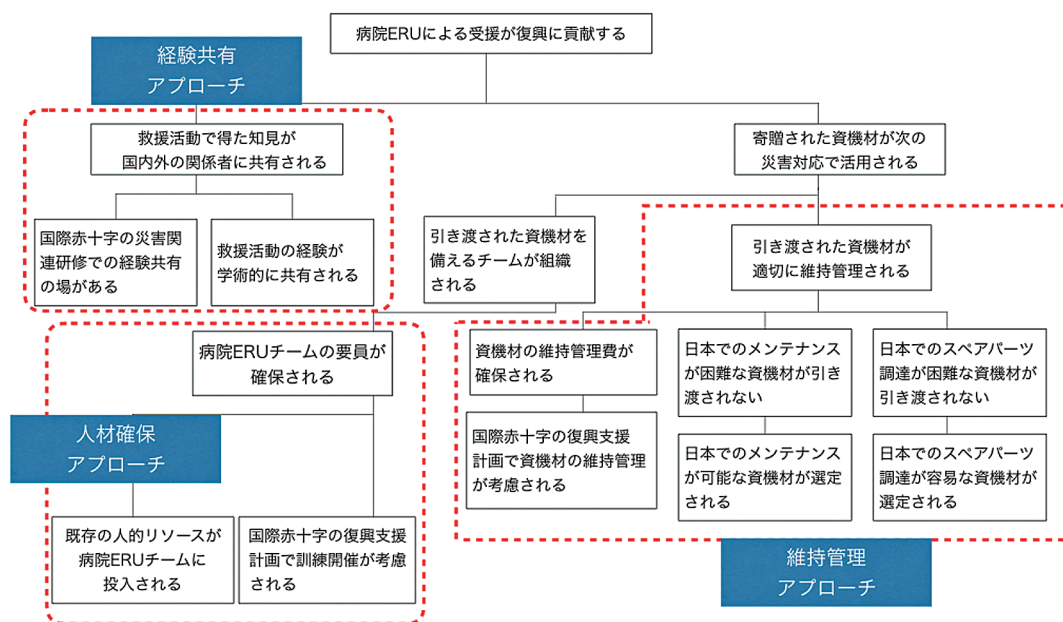 病院ERUによる受援が復興に貢献する
経験共有
アプローチ
救援活動で得た知見が
国内外の関係者に共有される
寄贈された資機材が次の
災害対応で活用される
国際赤十字の災害関
連研修での経験共有
の場がある
救援活動の経験が
学術的に共有される
引き渡された資機材を
備えるチームが組織
される
引き渡された資機材が
適切に維持管理される
病院ERUチームの要員が
確保される
資機材の維持管理費が
確保される
日本でのメンテナンス
が困難な資機材が引き
渡されない
日本でのスペアパーツ
調達が困難な資機材が
引き渡されない
人材確保
アプローチ
国際赤十字の復興支援
計画で資機材の維持管理
が考慮される
日本でのメンテナンス
が可能な資機材が選定
される
日本でのスペアパーツ
調達が容易な資機材が
選定される
既存の人的リソースが
病院ERUチームに
投入される
国際赤十字の復興支援
計画で訓練開催が考慮
される
維持管理
アプローチ